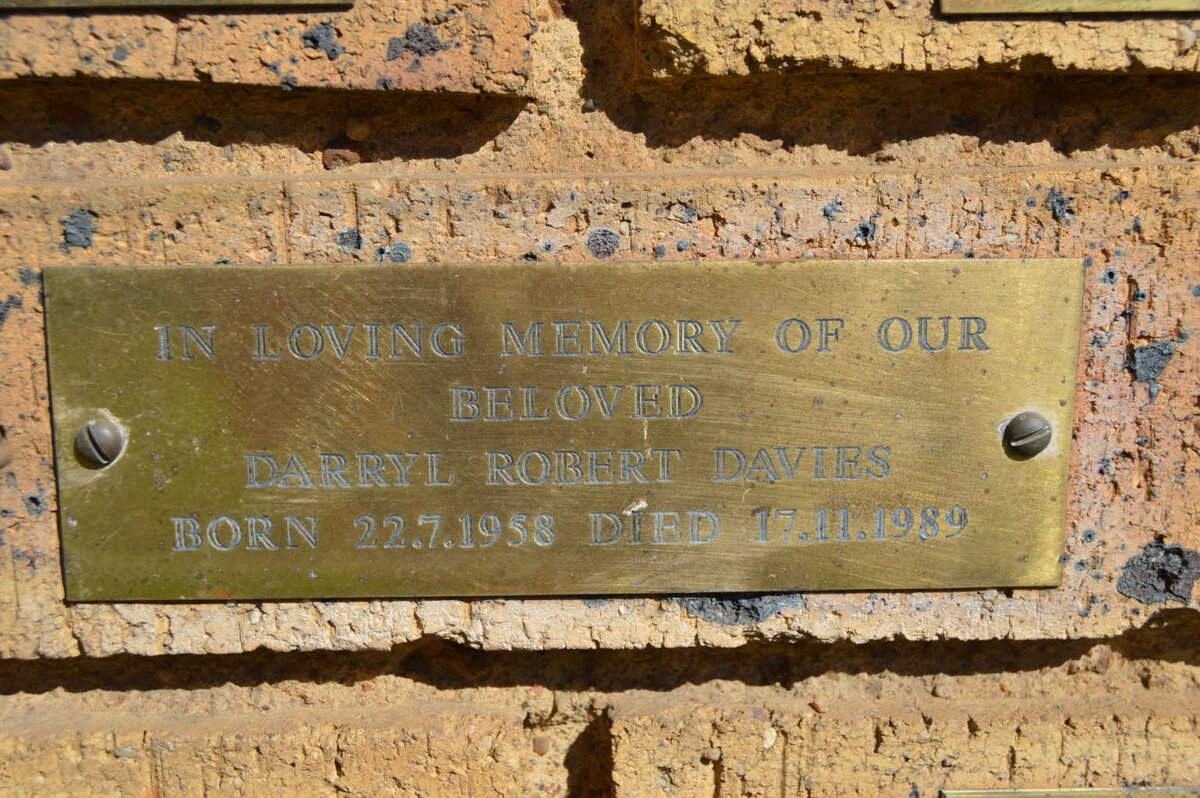 IN LOVING MEMORY OF OUR
BELOVED
DARRYL ROBERT DAVIES
BORN 22.7.1958 DIED 17.11.1989